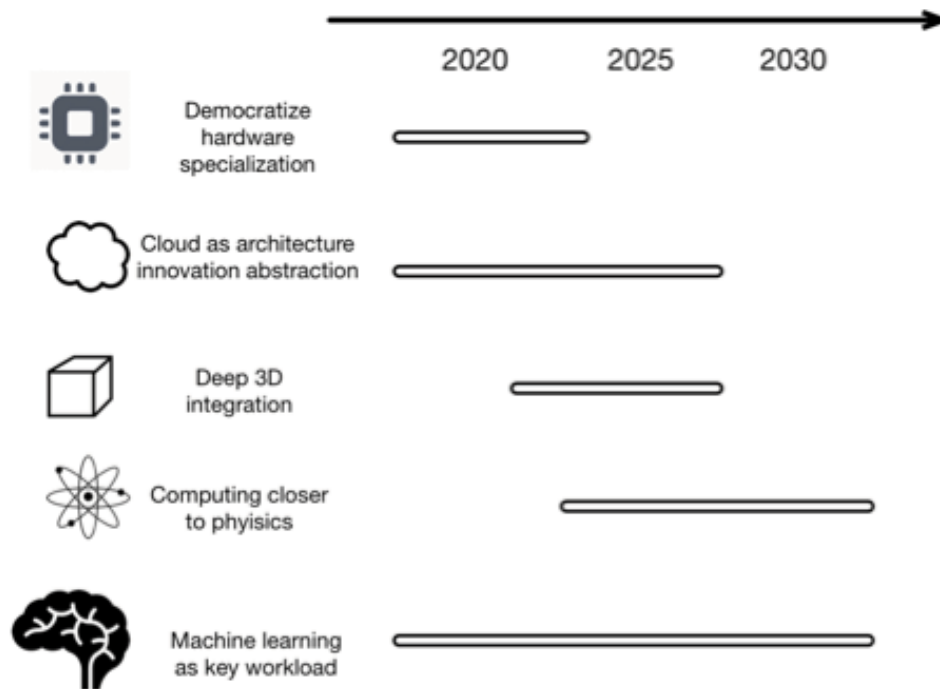 2020 2025 2030
Democratize
hardware
specialization
Cloud as architecture
innovation abstraction
Deep 3D
integration
Computing closer
to phyisics
Machine learning
as key workload